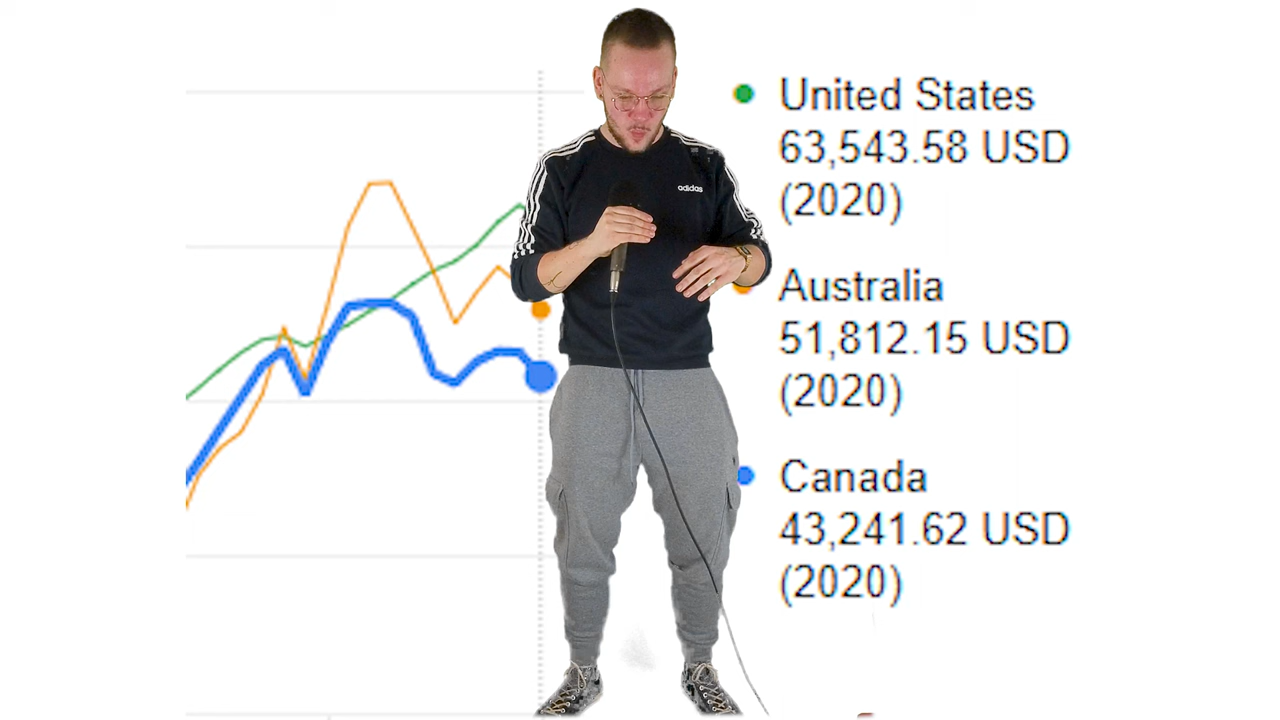 adidas
United States
63,543.58 USD
(2020)
Australia
51,812.15 USD
(2020)
Canada
43,241.62 USD
(2020)